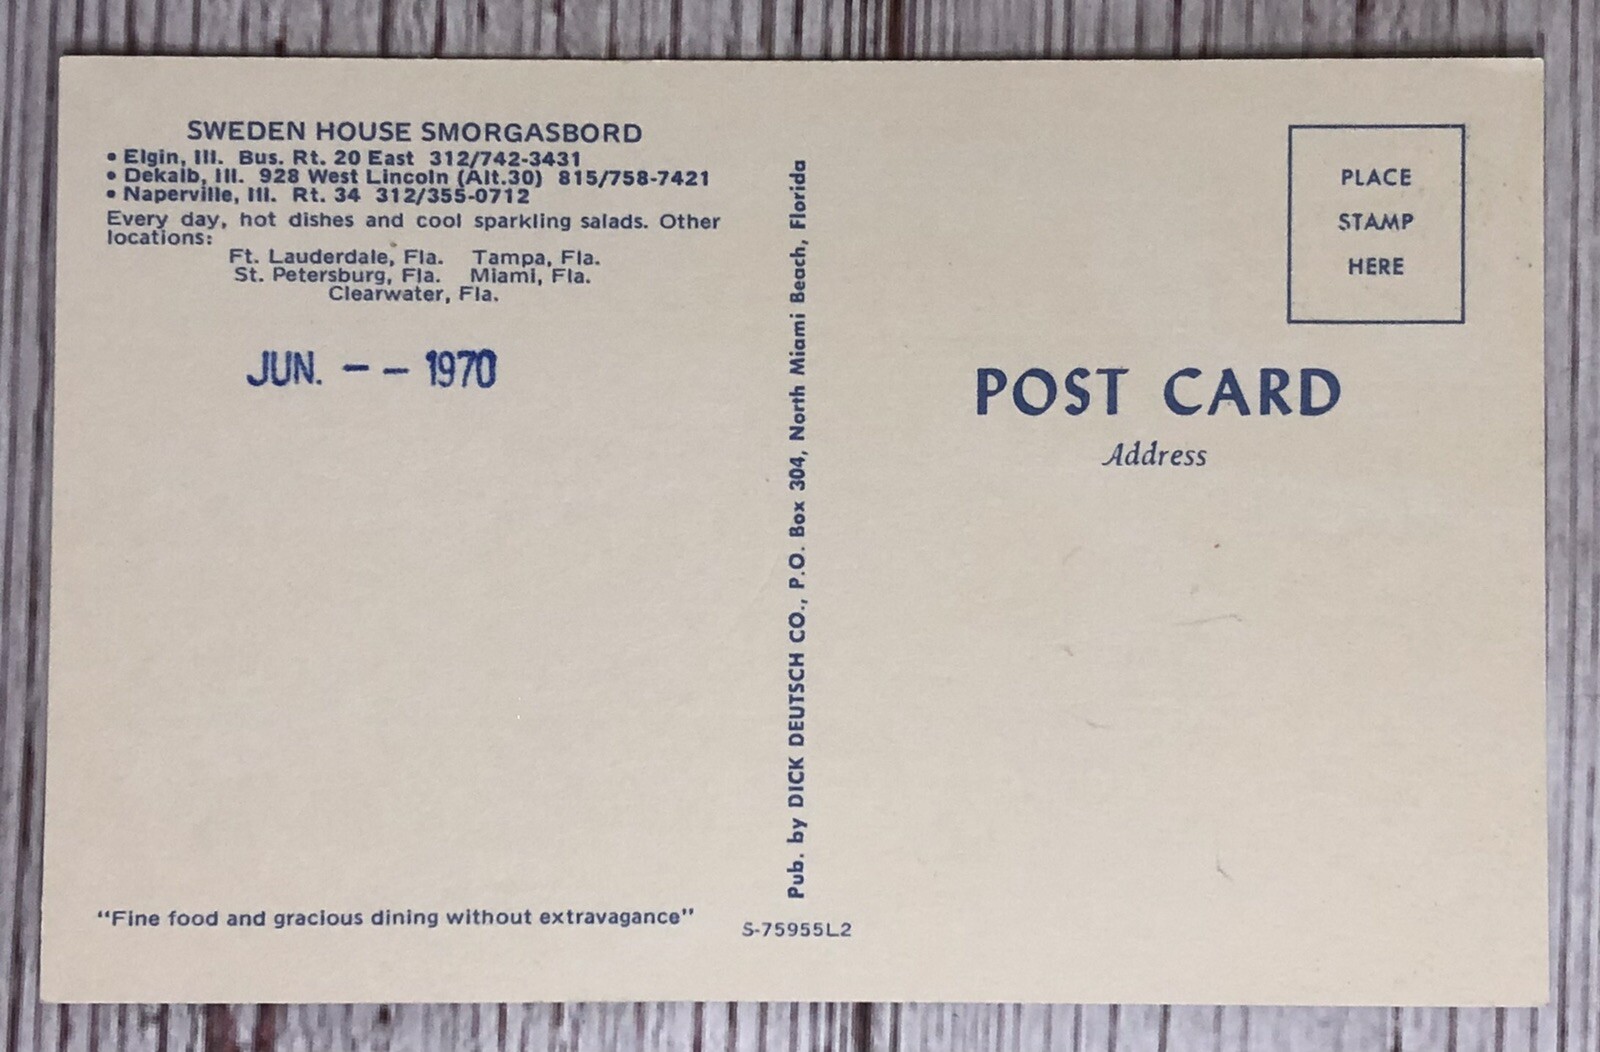 SWEDEN HOUSE SMORGASBORD
• Elgin, Ill. Bus. Rt. 20 East 312/742-3431
• Dekalb, Ill. 928 West Lincoln (Alt.30) 815/758-7421
• Naperville, Ill. Rt. 34 312/355-0712
Every day, hot dishes and cool sparkling salads. Other
locations:
Ft. Lauderdale, Fla. Tampa, Fla.
St. Petersburg, Fla. Miami, Fla.
Clearwater, Fla.
JUN. – – 1970
"Fine food and gracious dining without extravagance"
Pub. by DICK DEUTSCH CO., P.O. Box 304, North Miami Beach, Florida
S-75955L2
PLACE
STAMP
HERE
POST CARD
Address